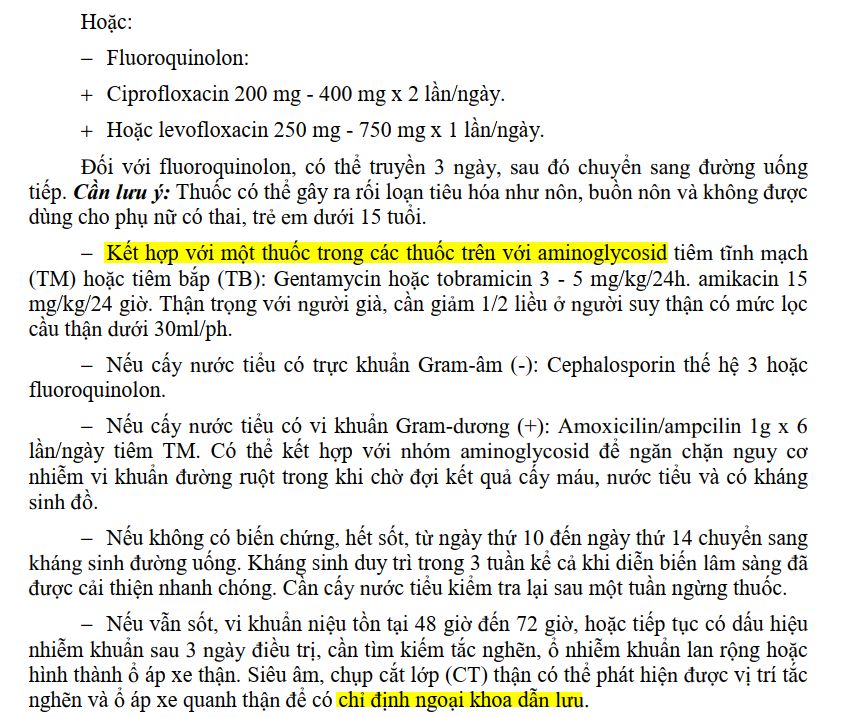 Hoặc:
− Fluoroquinolon:
+ Ciprofloxacin 200 mg - 400 mg x 2 lần/ngày.
+ Hoặc levofloxacin 250 mg - 750 mg x 1 lần/ngày.
Đối với fluoroquinolon, có thể truyền 3 ngày, sau đó chuyển sang đường uống
tiếp. Cần lưu ý: Thuốc có thể gây ra rối loạn tiêu hóa như nôn, buồn nôn và không được
dùng cho phụ nữ có thai, trẻ em dưới 15 tuổi.
− Kết hợp với một thuốc trong các thuốc trên với aminoglycosid tiêm tĩnh mạch
(TM) hoặc tiêm bắp (TB): Gentamycin hoặc tobramicin 3 - 5 mg/kg/24h. amikacin 15
mg/kg/24 giờ. Thận trọng với người già, cần giảm 1/2 liều ở người suy thận có mức lọc
cầu thận dưới 30ml/ph.
− Nếu cấy nước tiểu có trực khuẩn Gram-âm (-): Cephalosporin thế hệ 3 hoặc
fluoroquinolon.
− Nếu cấy nước tiểu có vi khuẩn Gram-dương (+): Amoxicilin/ampcilin 1g x 6
lần/ngày tiêm TM. Có thể kết hợp với nhóm aminoglycosid để ngăn chặn nguy cơ
nhiễm vi khuẩn đường ruột trong khi chờ đợi kết quả cấy máu, nước tiểu và có kháng
sinh đồ.
− Nếu không có biến chứng, hết sốt, từ ngày thứ 10 đến ngày thứ 14 chuyển sang
kháng sinh đường uống. Kháng sinh duy trì trong 3 tuần kể cả khi diễn biến lâm sàng đã
được cải thiện nhanh chóng. Cần cấy nước tiểu kiểm tra lại sau một tuần ngừng thuốc.
− Nếu vẫn sốt, vi khuẩn niệu tồn tại 48 giờ đến 72 giờ, hoặc tiếp tục có dấu hiệu
nhiễm khuẩn sau 3 ngày điều trị, cần tìm kiếm tắc nghẽn, ổ nhiễm khuẩn lan rộng hoặc
hình thành ổ áp xe thận. Siêu âm, chụp cắt lớp (CT) thận có thể phát hiện được vị trí tắc
nghẽn và ổ áp xe quanh thận để có chỉ định ngoại khoa dẫn lưu.